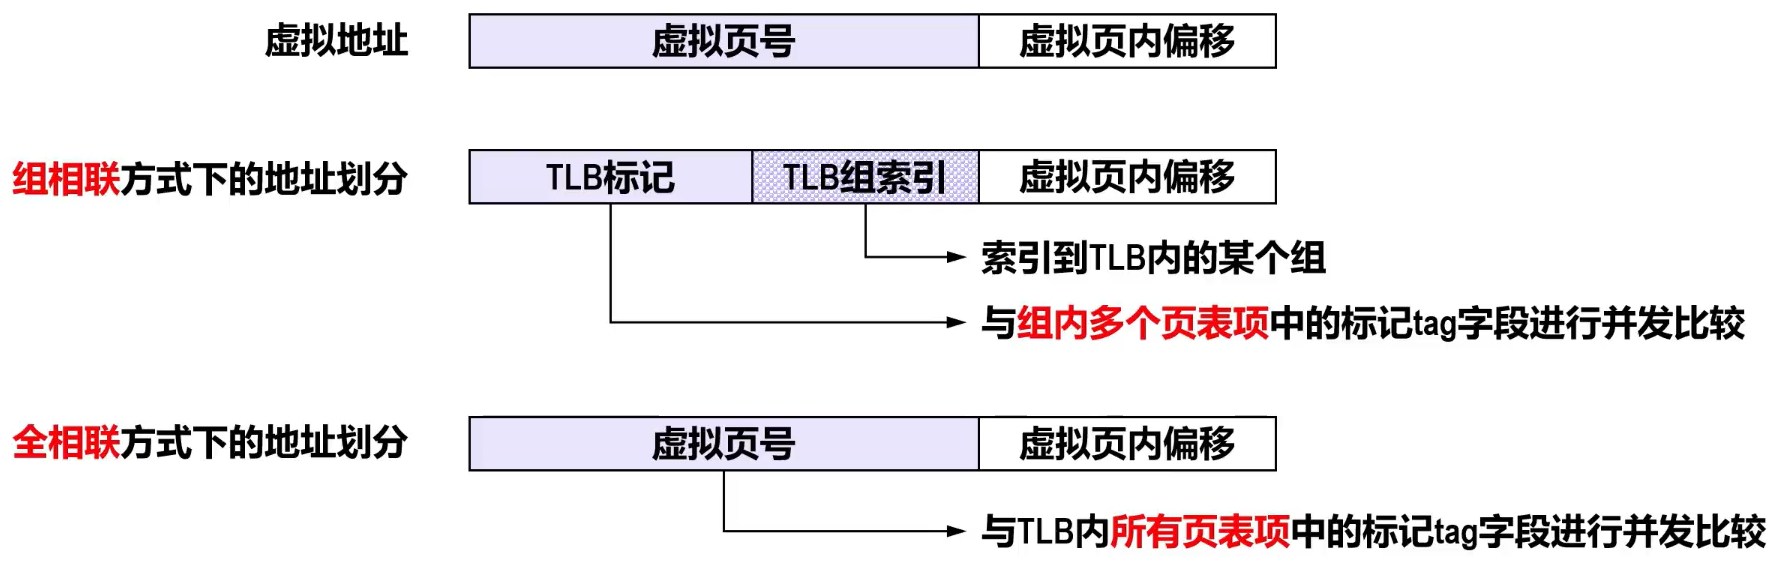 虚拟地址 虚拟页号 虚拟页内偏移
组相联方式下的地址划分 TLB标记 TLB组索引 虚拟页内偏移
索引到TLB内的某个组
与组内多个页表项中的标记tag字段进行并发比较
全相联方式下的地址划分 虚拟页号 虚拟页内偏移
与TLB内所有页表项中的标记tag字段进行并发比较